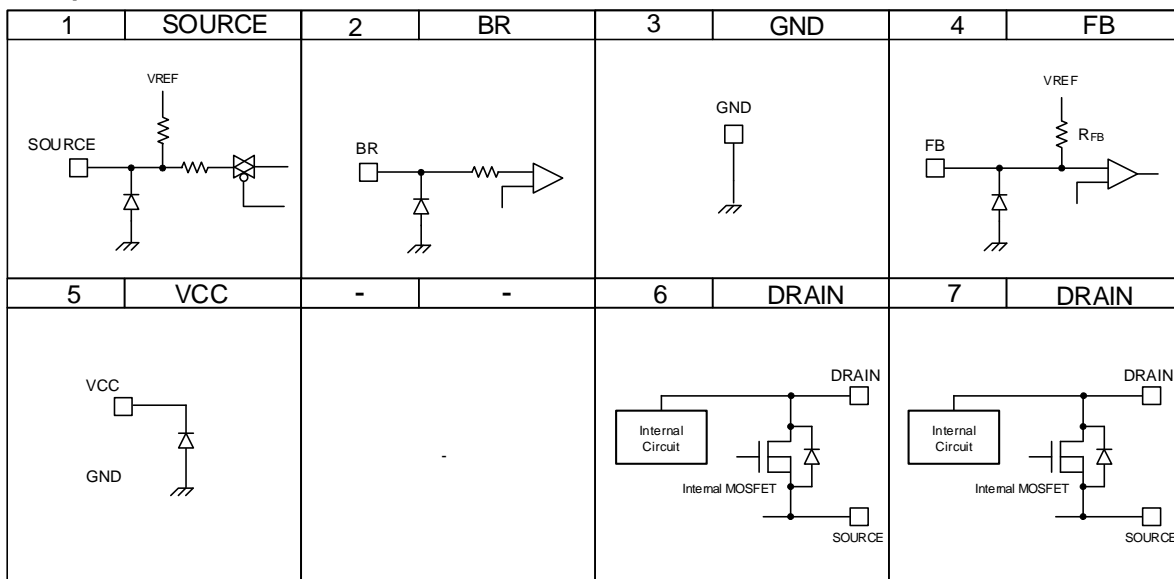 1 SOURCE 2 BR 3 GND 4 FB
VREF
SOURCE
BR
GND
VREF
RFB
FB
5 VCC - - 6 DRAIN 7 DRAIN
VCC
GND
-
DRAIN
Internal
Circuit
Internal MOSFET
SOURCE
DRAIN
Internal
Circuit
Internal MOSFET
SOURCE